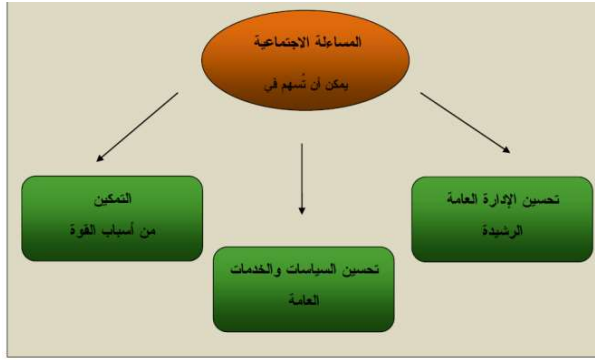 المساءلة الاجتماعية
يمكن أن تُسهم في
تحسين الإدارة العامة
الرشيدة
تحسين السياسات والخدمات
العامة
التمكين
من أسباب القوة